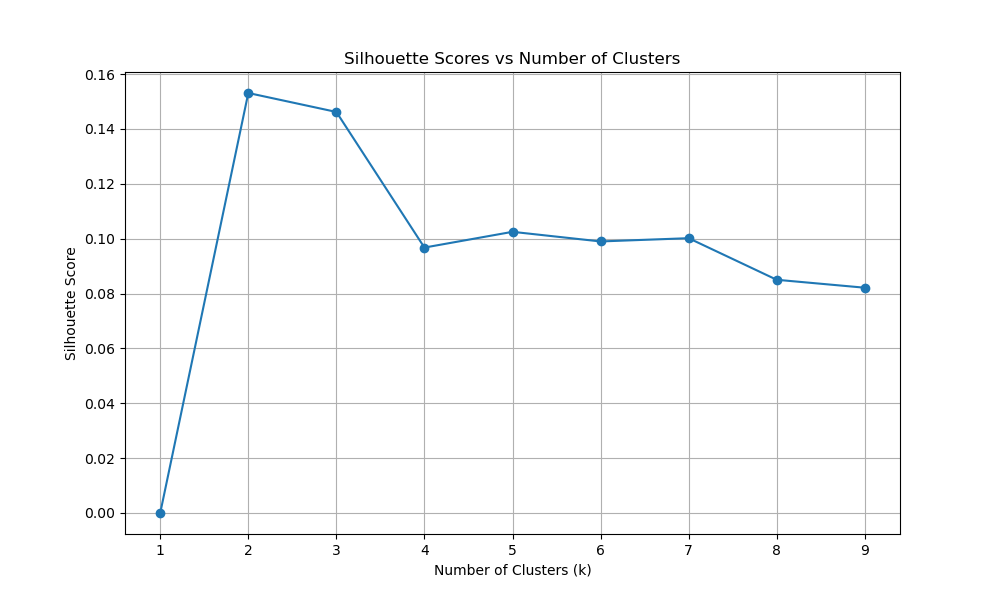 Silhouette Scores vs Number of Clusters
0.16
0.14
0.12
0.10
0.08
0.06
0.04
0.02
0.00
Silhouette Score
1 2 3 4 5 6 7 8 9
Number of Clusters (k)